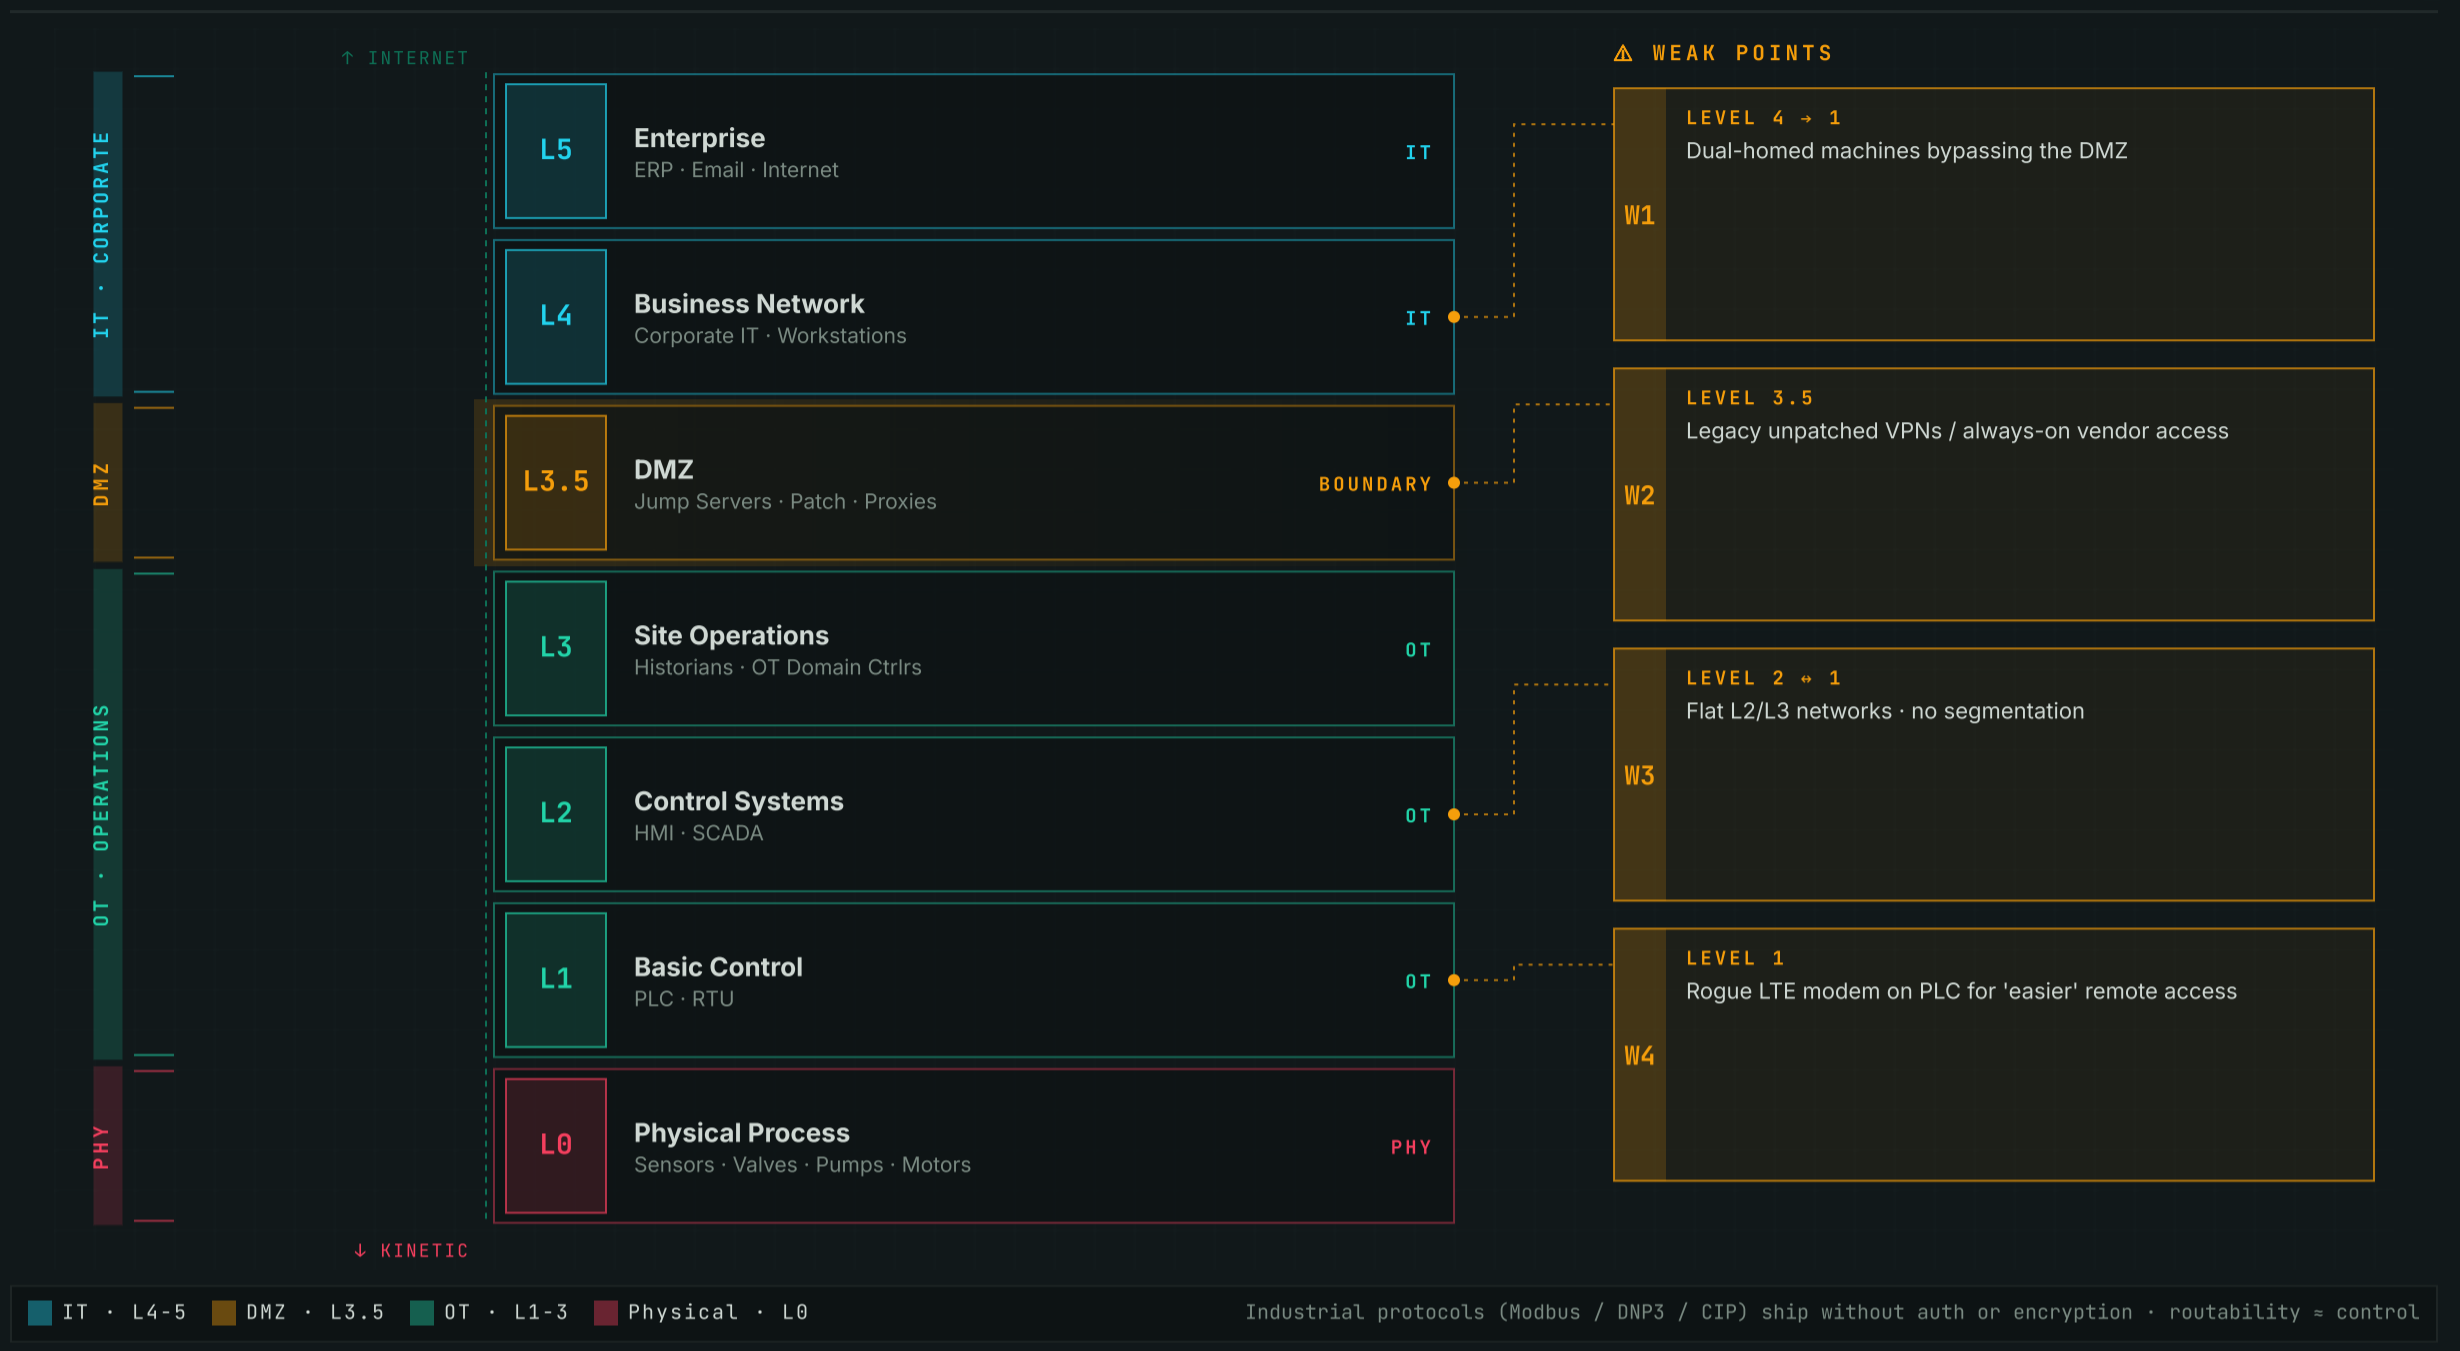 ↑ INTERNET
IT · CORPORATE
DMZ
OT · OPERATIONS
PHY
L5
Enterprise
ERP · Email · Internet
IT
L4
Business Network
Corporate IT · Workstations
IT
L3.5
DMZ
Jump Servers · Patch · Proxies
BOUNDARY
L3
Site Operations
Historians · OT Domain Ctrlrs
OT
L2
Control Systems
HMI · SCADA
OT
L1
Basic Control
PLC · RTU
OT
L0
Physical Process
Sensors · Valves · Pumps · Motors
PHY
↓ KINETIC
⚠ WEAK POINTS
W1
LEVEL 4 → 1
Dual-homed machines bypassing the DMZ
W2
LEVEL 3.5
Legacy unpatched VPNs / always-on vendor access
W3
LEVEL 2 ↔ 1
Flat L2/L3 networks · no segmentation
W4
LEVEL 1
Rogue LTE modem on PLC for 'easier' remote access
IT · L4-5
DMZ · L3.5
OT · L1-3
Physical · L0
Industrial protocols (Modbus / DNP3 / CIP) ship without auth or encryption · routability ≈ control